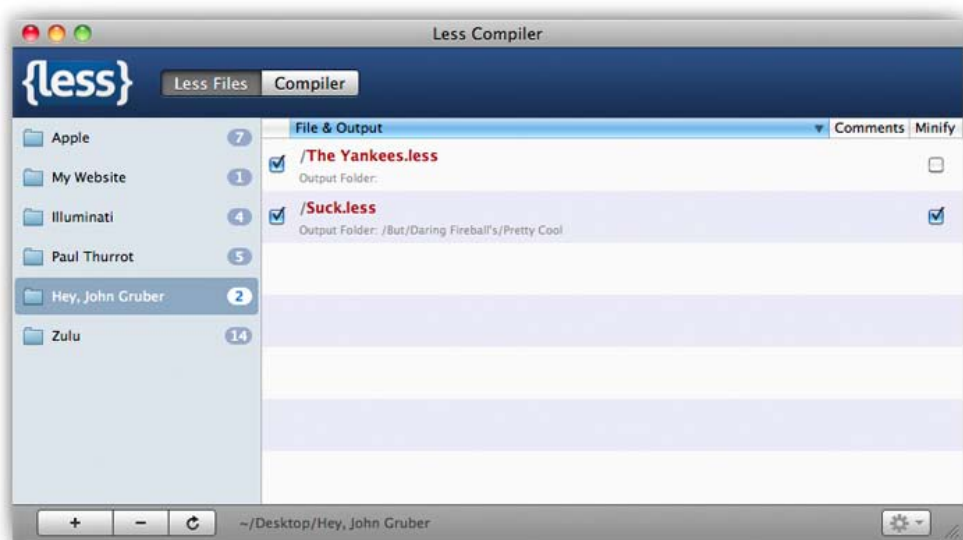 Less Compiler
{less}
Less Files Compiler
File & Output Comments Minify
Apple 7
My Website 1
Illuminati 4
Paul Thurrot 5
Hey, John Gruber 2
Zulu 14
/The Yankees.less
Output Folder:
/Suck.less
Output Folder: /But/Daring Fireball's/Pretty Cool
+ -
~/Desktop/Hey, John Gruber